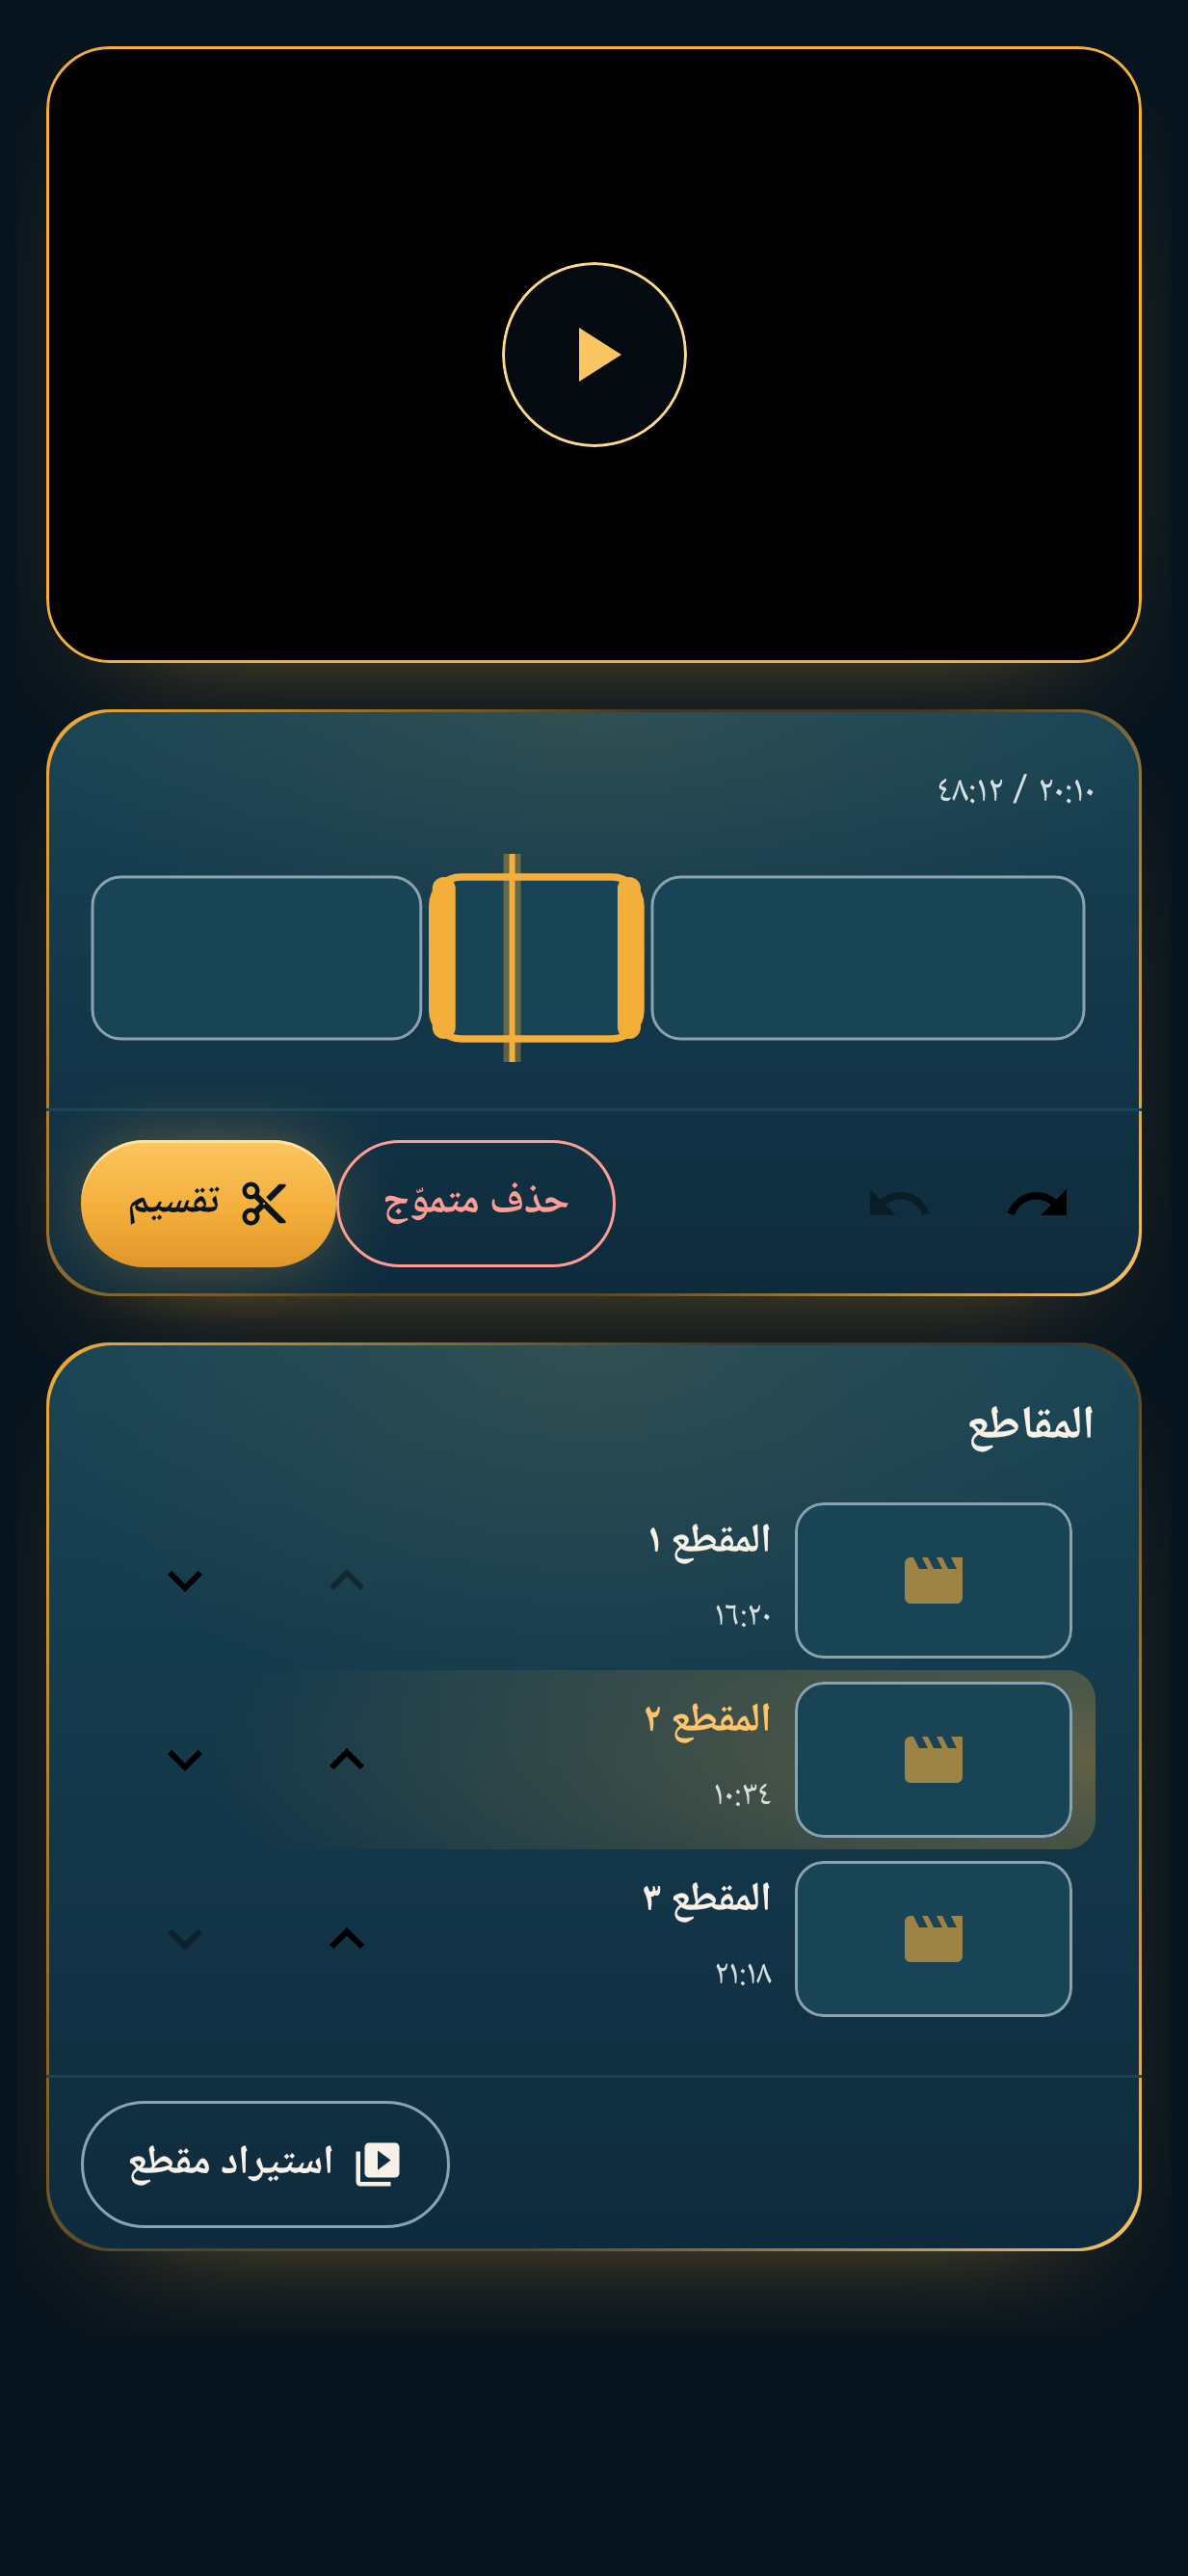 ٢٠:١٠ / ٤٨:١٢
حذف متموّج
تقسيم
المقاطع
المقطع ١
١٦:٢٠
المقطع ٢
١٠:٣٤
المقطع ٣
٢١:١٨
استيراد مقطع